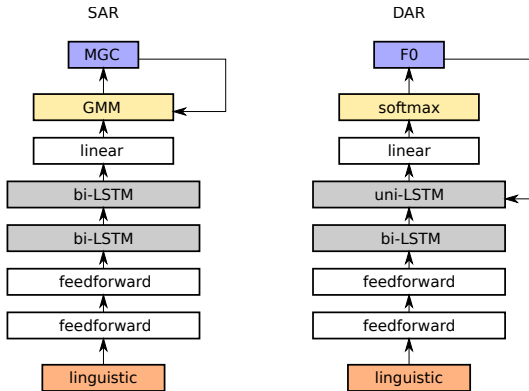 SAR
MGC
GMM
linear
bi-LSTM
bi-LSTM
feedforward
feedforward
linguistic
DAR
F0
softmax
linear
uni-LSTM
bi-LSTM
feedforward
feedforward
linguistic